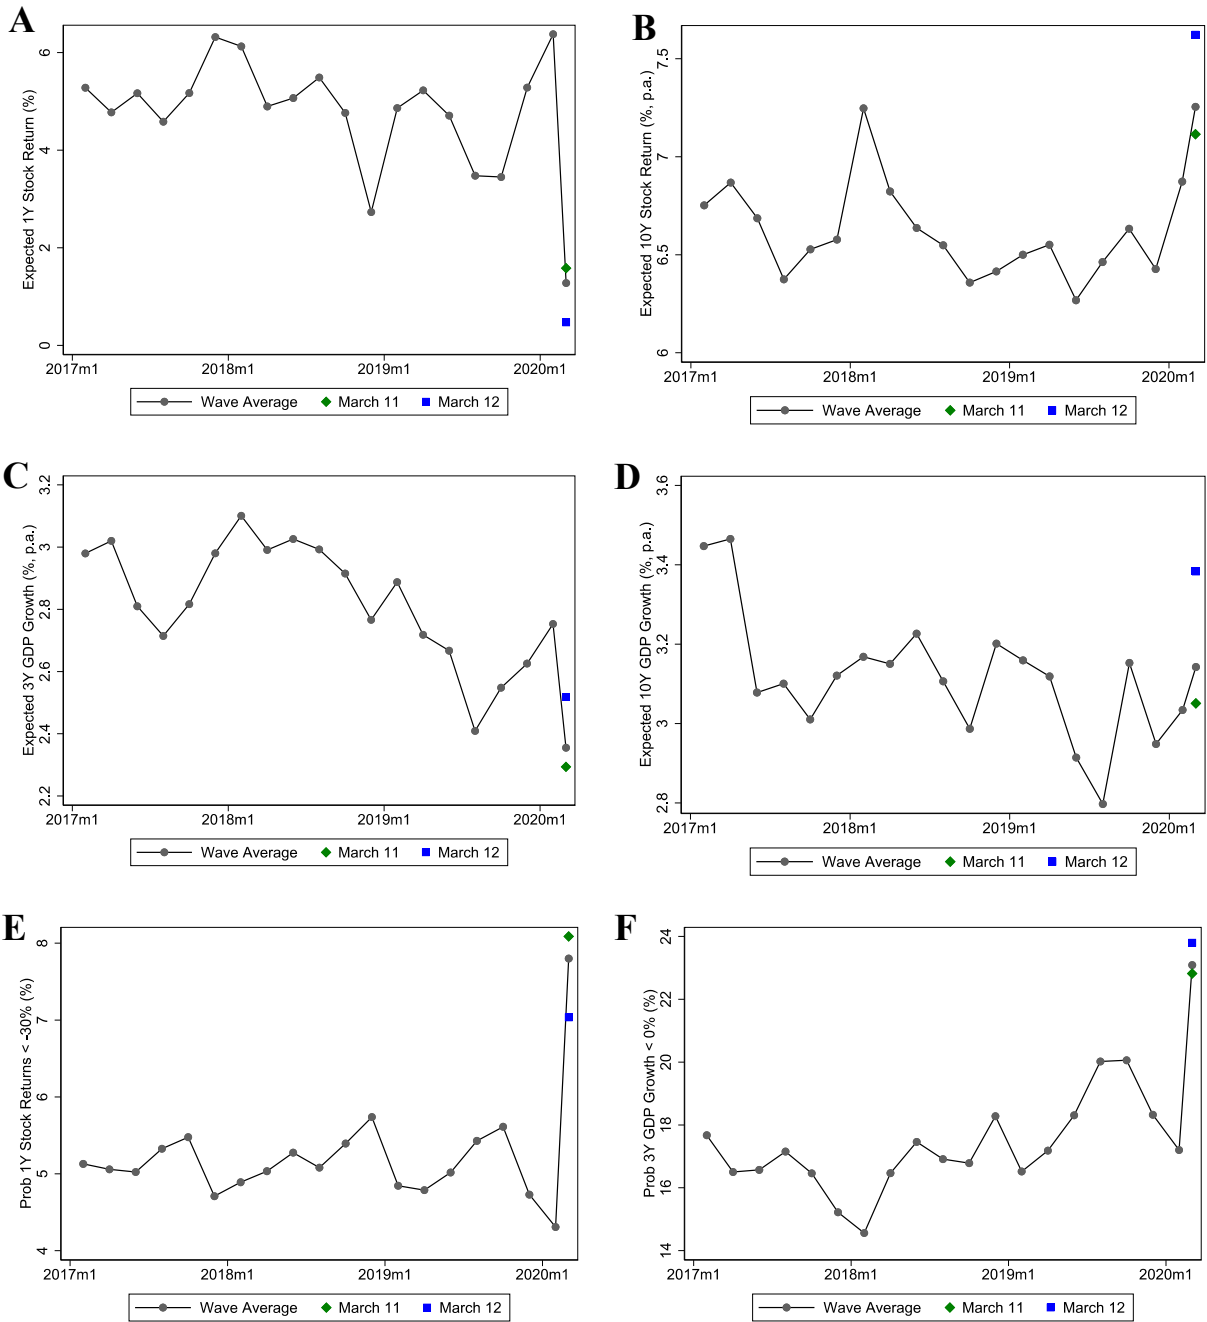 A
Expected 1Y Stock Return (%)
6
4
2
0
2017m1 2018m1 2019m1 2020m1
Wave Average March 11 March 12
B
Expected 10Y Stock Return (%, p.a.)
7.5
7
6.5
6
2017m1 2018m1 2019m1 2020m1
Wave Average March 11 March 12
C
Expected 3Y GDP Growth (%, p.a.)
3.2
3
2.8
2.6
2.4
2.2
2017m1 2018m1 2019m1 2020m1
Wave Average March 11 March 12
D
Expected 10Y GDP Growth (%, p.a.)
3.6
3.4
3.2
3
2.8
2017m1 2018m1 2019m1 2020m1
Wave Average March 11 March 12
E
Prob 1Y Stock Returns < -30% (%)
8
7
6
5
4
2017m1 2018m1 2019m1 2020m1
Wave Average March 11 March 12
F
Prob 3Y GDP Growth < 0% (%)
24
22
20
18
16
14
2017m1 2018m1 2019m1 2020m1
Wave Average March 11 March 12